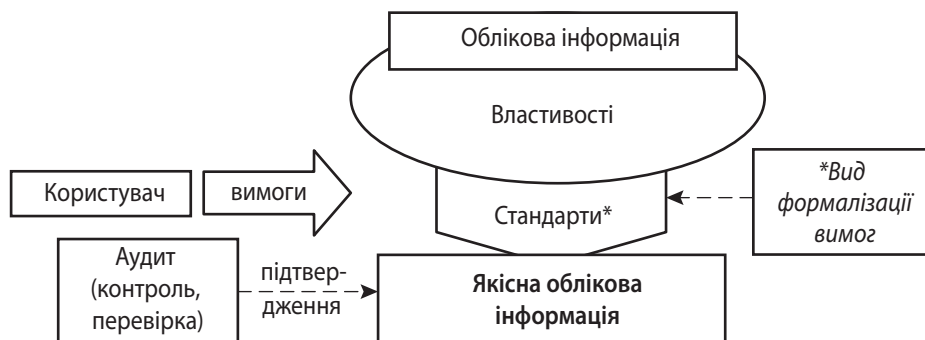 Облікова інформація
Властивості
Користувач
вимоги
Стандарти*
*Вид
формалізації
вимог
Аудит
(контроль,
перевірка)
підтвер-
дження
Якісна облікова
інформація